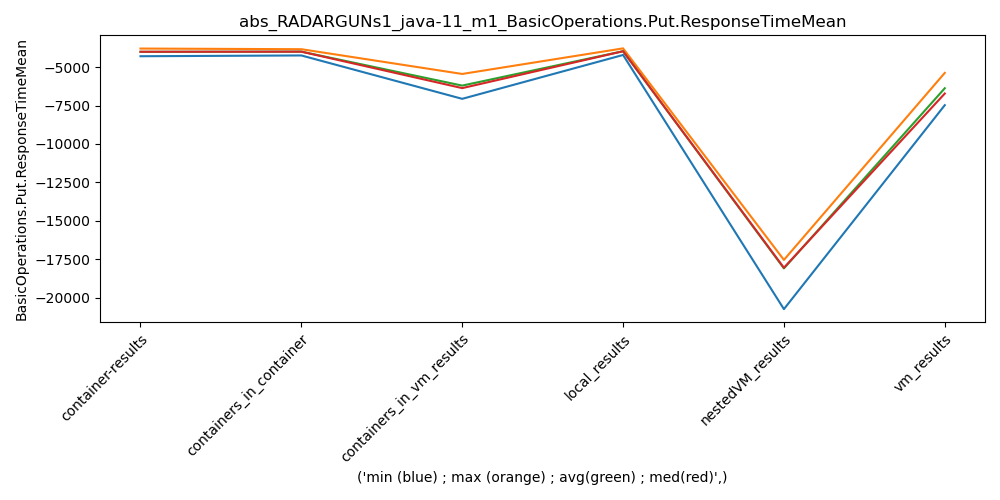 abs_RADARGUNs1_java-11_m1_BasicOperations.Put.ResponseTimeMean
BasicOperations.Put.ResponseTimeMean
−5000
−7500
−10000
−12500
−15000
−17500
−20000
container-results
containers_in_container
containers_in_vm_results
local_results
nestedVM_results
vm_results
('min (blue) ; max (orange) ; avg(green) ; med(red)',)